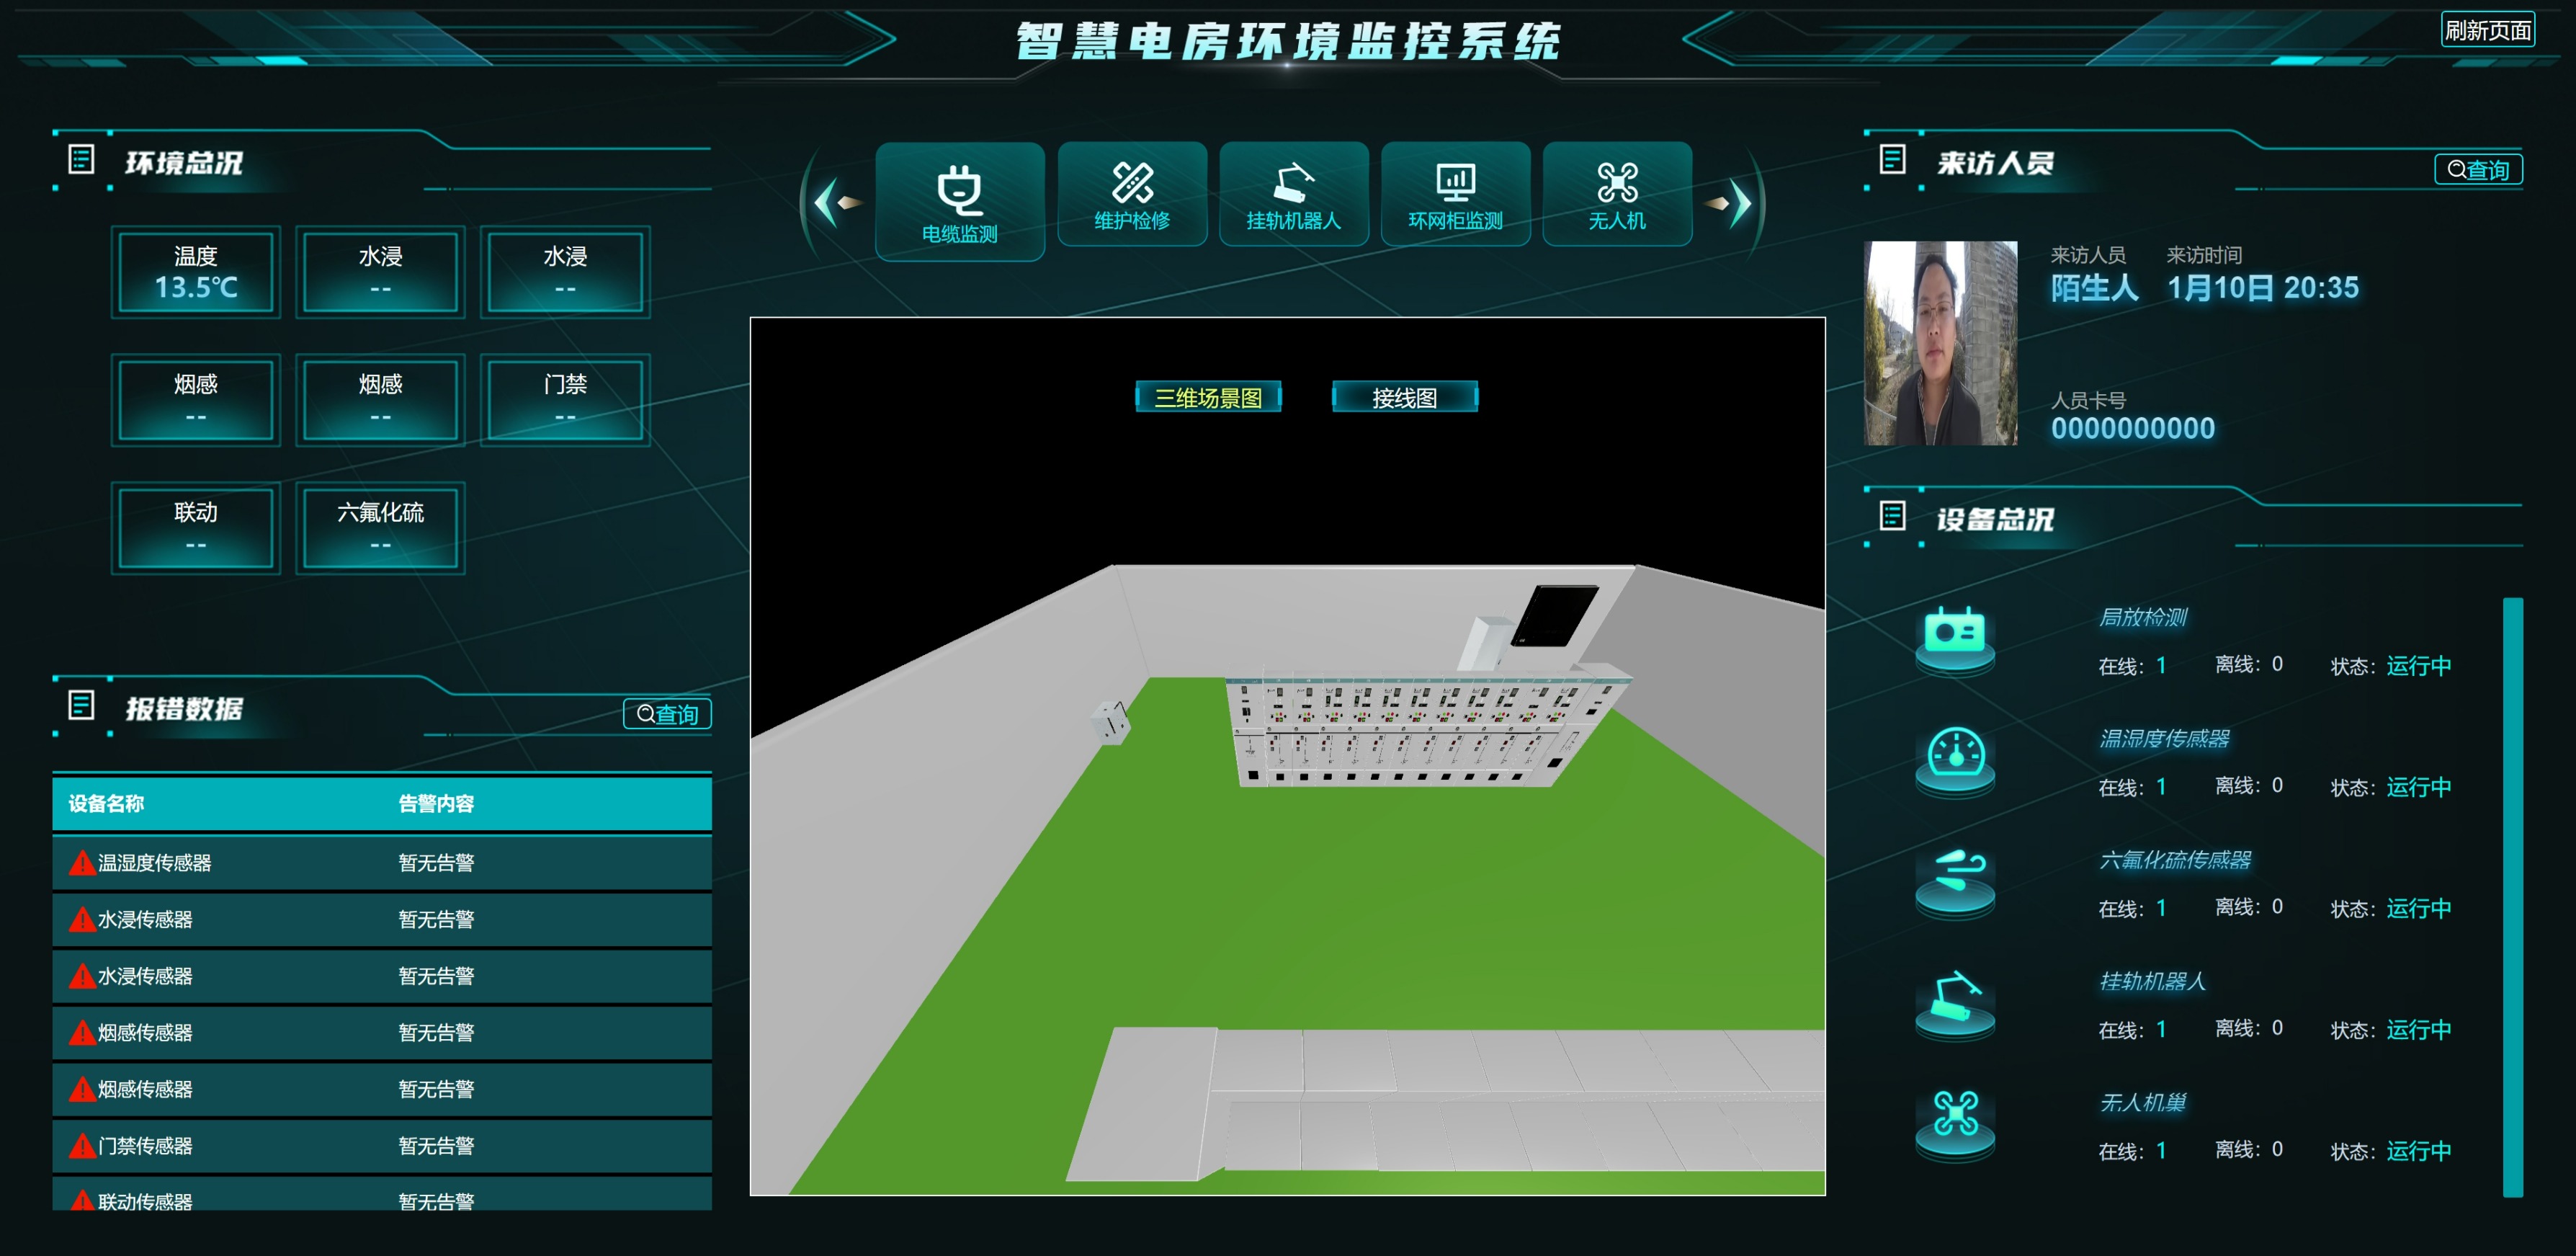 智慧电房环境监控系统
刷新页面
环境总况
温度
13.5℃
水浸
--
水浸
--
烟感
--
烟感
--
门禁
--
联动
--
六氟化硫
--
报错数据
查询
设备名称 告警内容
温湿度传感器 暂无告警
水浸传感器 暂无告警
水浸传感器 暂无告警
烟感传感器 暂无告警
烟感传感器 暂无告警
门禁传感器 暂无告警
联动传感器 暂无告警
电缆监测
维护检修
挂轨机器人
环网柜监测
无人机
三维场景图
接线图
来访人员
查询
来访人员 来访时间
陌生人 1月10日 20:35
人员卡号
0000000000
设备总况
局放检测
在线：1 离线：0 状态：运行中
温湿度传感器
在线：1 离线：0 状态：运行中
六氟化硫传感器
在线：1 离线：0 状态：运行中
挂轨机器人
在线：1 离线：0 状态：运行中
无人机巢
在线：1 离线：0 状态：运行中